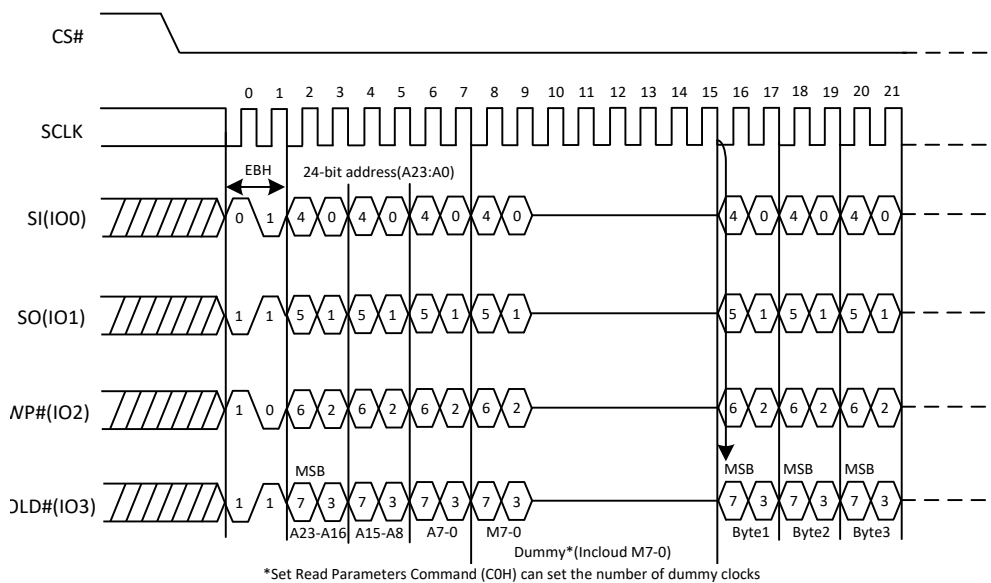 CS#
0 1 2 3 4 5 6 7 8 9 10 11 12 13 14 15 16 17 18 19 20 21
SCLK
EBH 24-bit address(A23:A0)
SI(IO0) 0 1 4 0 4 0 4 0 4 0 4 0 4 0 4 0
SO(IO1) 1 1 5 1 5 1 5 1 5 1 5 1 5 1 5 1
WP#(IO2) 1 0 6 2 6 2 6 2 6 2 6 2 6 2 6 2
MSB MSB MSB MSB
OLD#(IO3) 1 1 7 3 7 3 7 3 7 3 7 3 7 3 7 3
A23-A16 A15-A8 A7-0 M7-0 Byte1 Byte2 Byte3
Dummy*(Incloud M7-0)
*Set Read Parameters Command (C0H) can set the number of dummy clocks